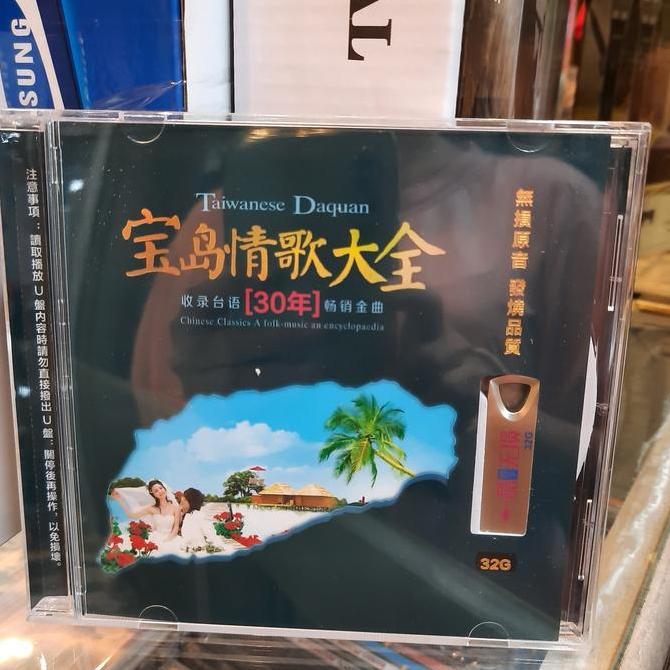 SUNG
注意事項：讀取播放U盤内容時請勿直接撥出U盤；關停後再操作，以免損壞。
Taiwanese Daquan
宝岛情歌大全
收录台语[30年]畅销金曲
Chinese Classics A folk-music an encyclopaedia
無損原音 發燒品質
32G
32G